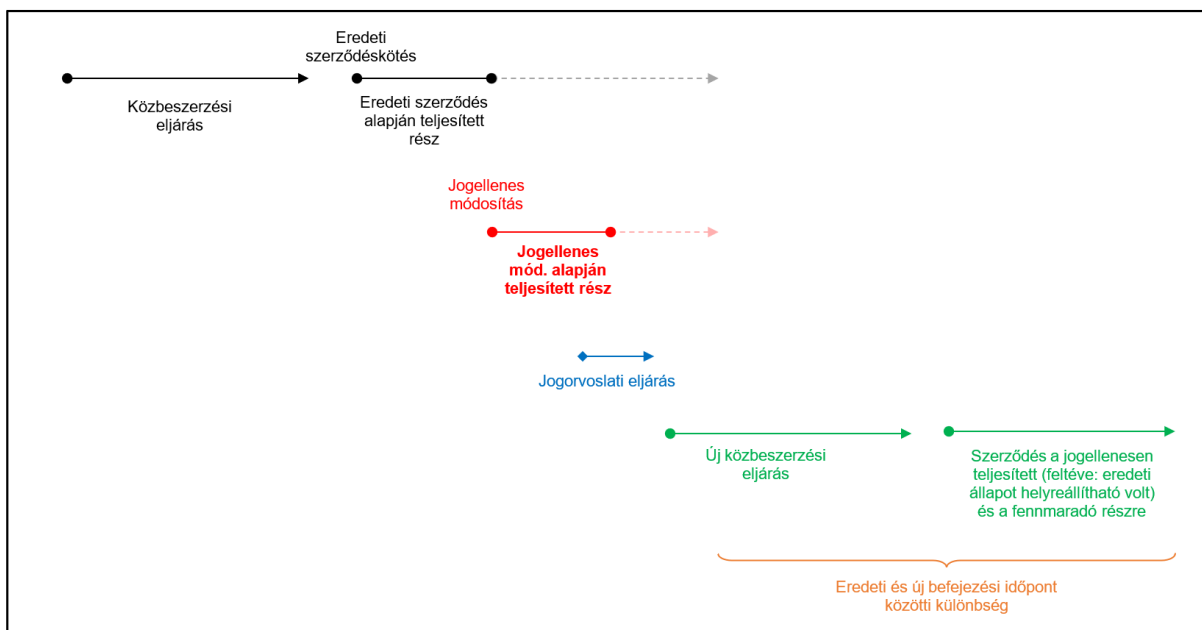 Eredeti
szerződéskötés
Közbeszerzési
eljárás
Eredeti szerződés
alapján teljesített
rész
Jogellenes
módosítás
Jogellenes
mód. alapján
teljesített rész
Jogorvoslati eljárás
Új közbeszerzési
eljárás
Szerződés a jogellenesen
teljesített (feltéve: eredeti
állapot helyreállítható volt)
és a fennmaradó részre
Eredeti és új befejezési időpont
közötti különbség